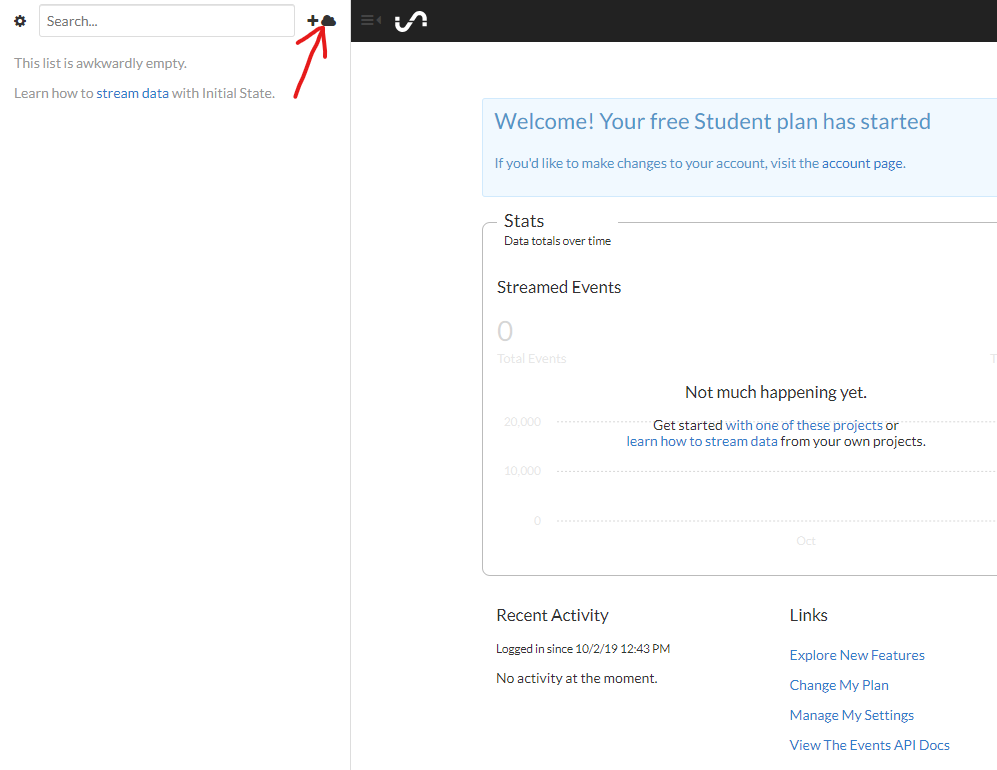 Search...
This list is awkwardly empty.
Learn how to stream data with Initial State.
Welcome! Your free Student plan has started
If you'd like to make changes to your account, visit the account page.
Stats
Data totals over time
Streamed Events
0
Total Events
T
Not much happening yet.
20,000
Get started with one of these projects or
learn how to stream data from your own projects.
10,000
0
Oct
Recent Activity
Logged in since 10/2/19 12:43 PM
No activity at the moment.
Links
Explore New Features
Change My Plan
Manage My Settings
View The Events API Docs